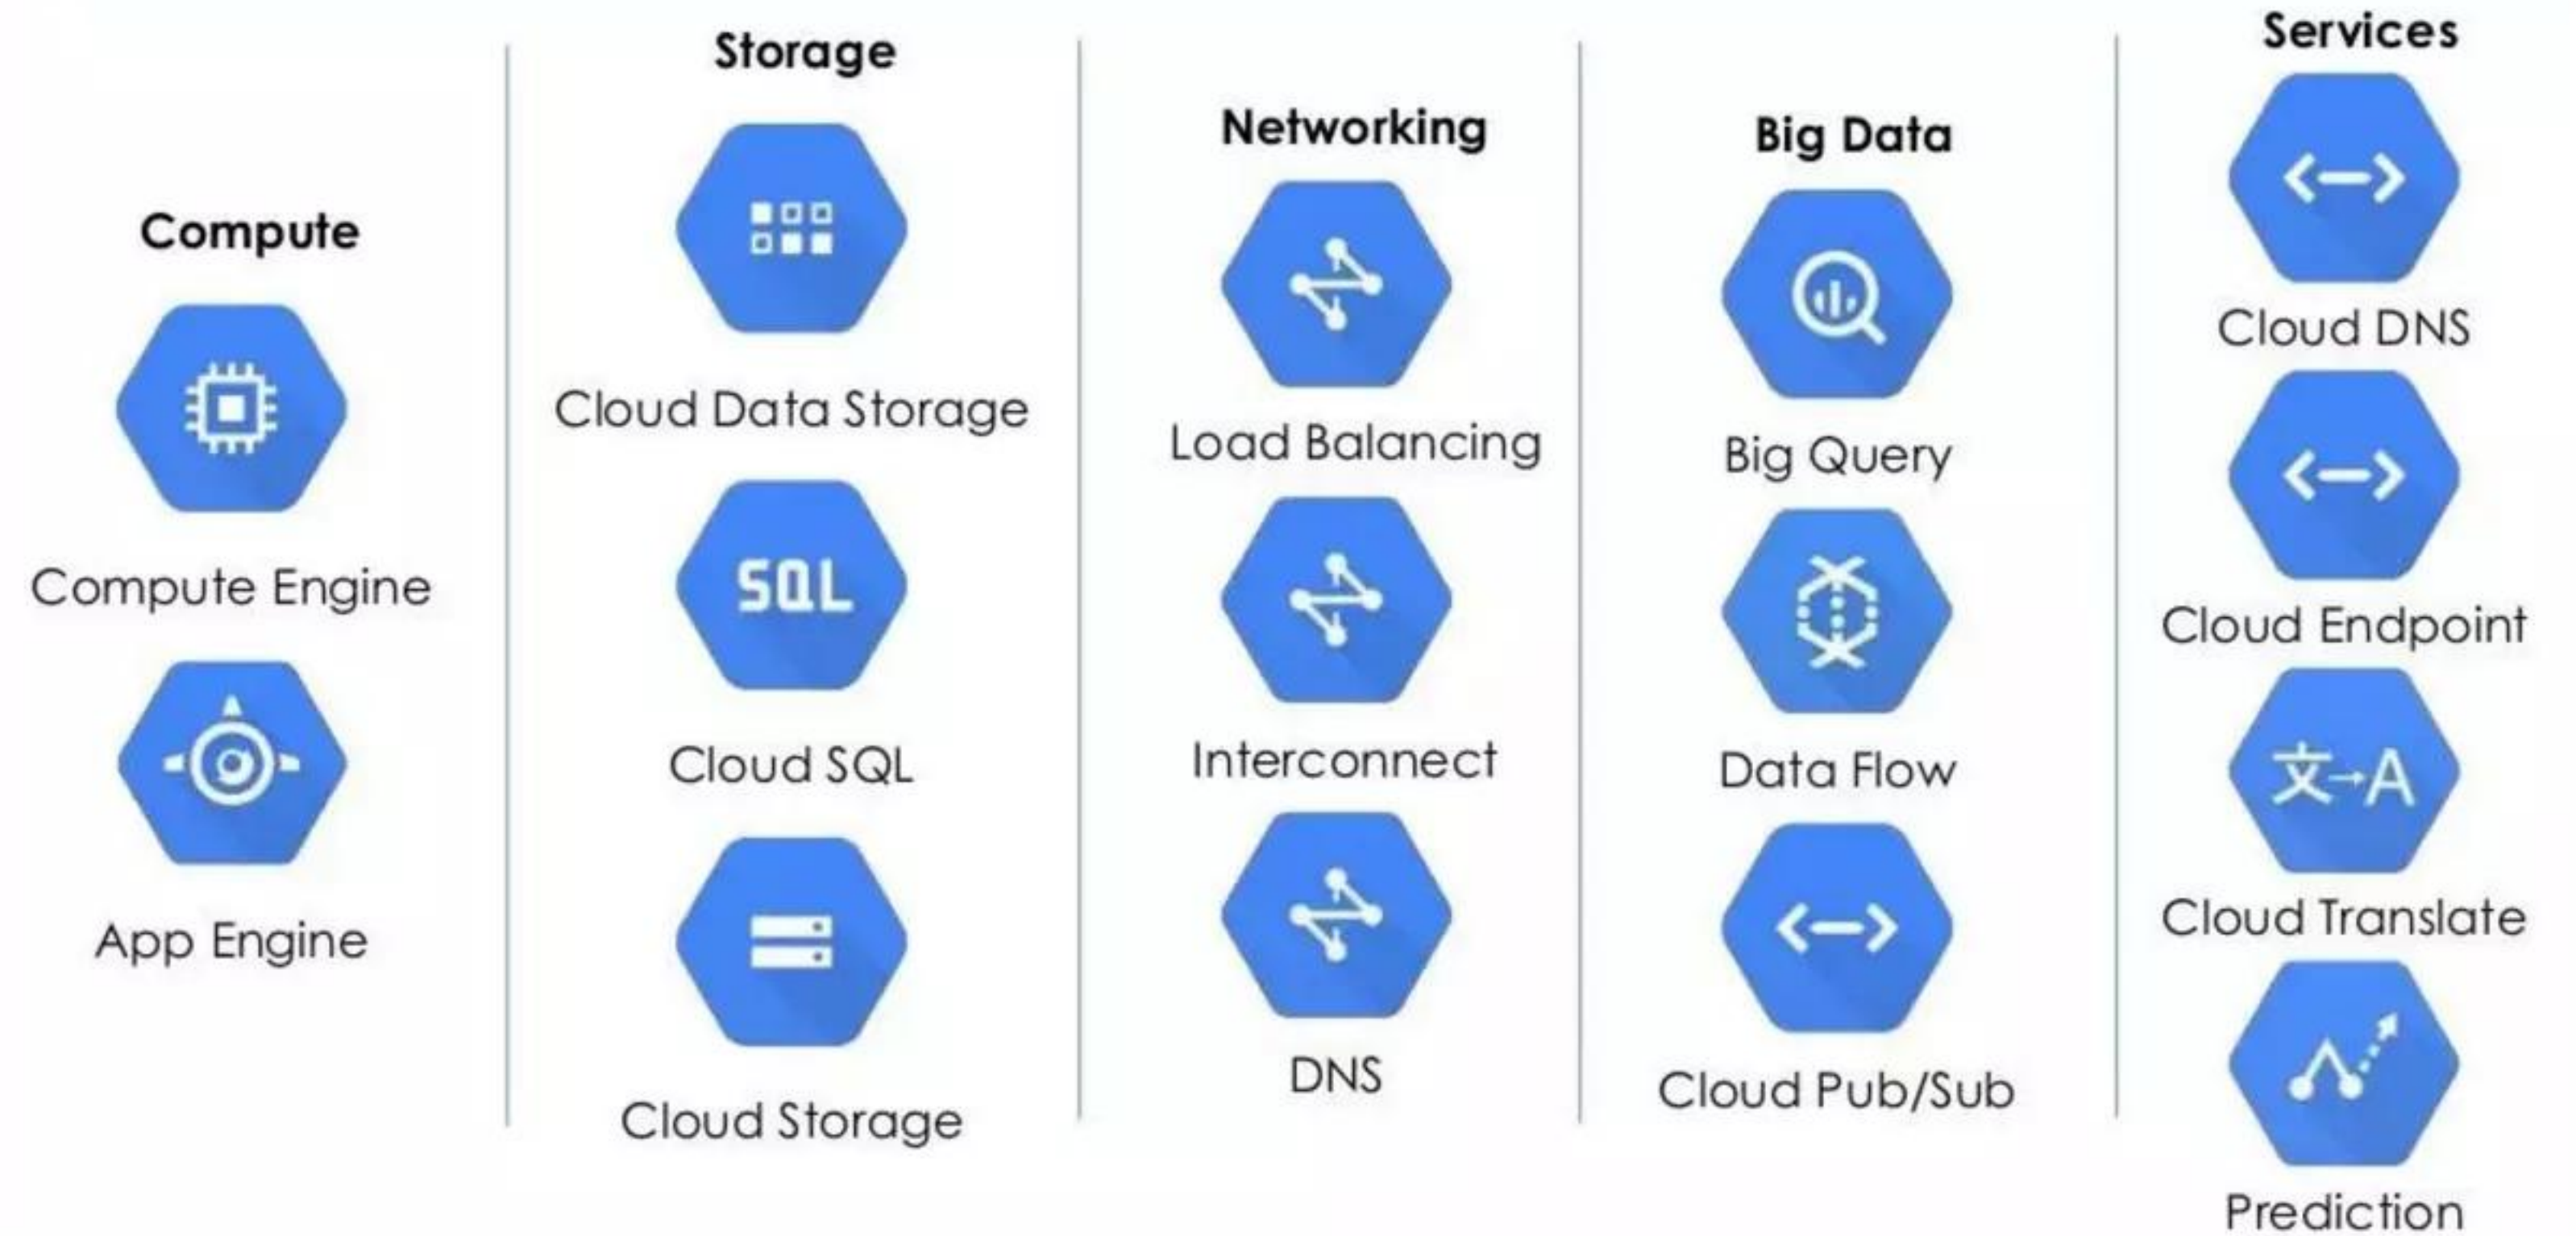 Compute
Compute Engine
App Engine
Storage
Cloud Data Storage
SQL
Cloud SQL
Cloud Storage
Networking
Load Balancing
Interconnect
DNS
Big Data
Big Query
Data Flow
Cloud Pub/Sub
Services
Cloud DNS
Cloud Endpoint
文→A
Cloud Translate
Prediction